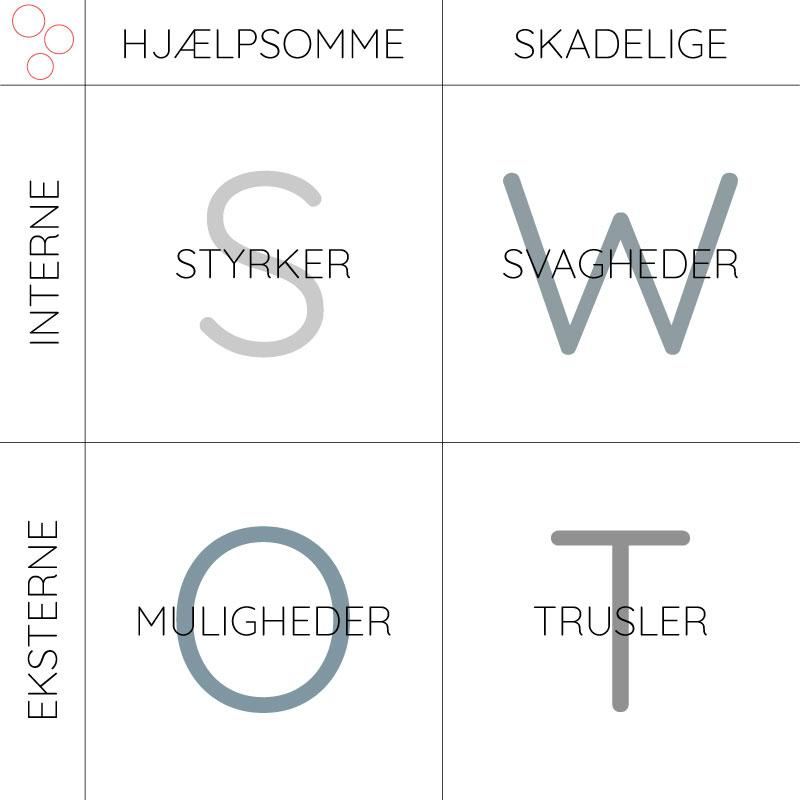 HJÆLPSOMME
SKADELIGE
INTERNE
S
STYRKER
W
SVAGHEDER
EKSTERNE
O
MULIGHEDER
T
TRUSLER